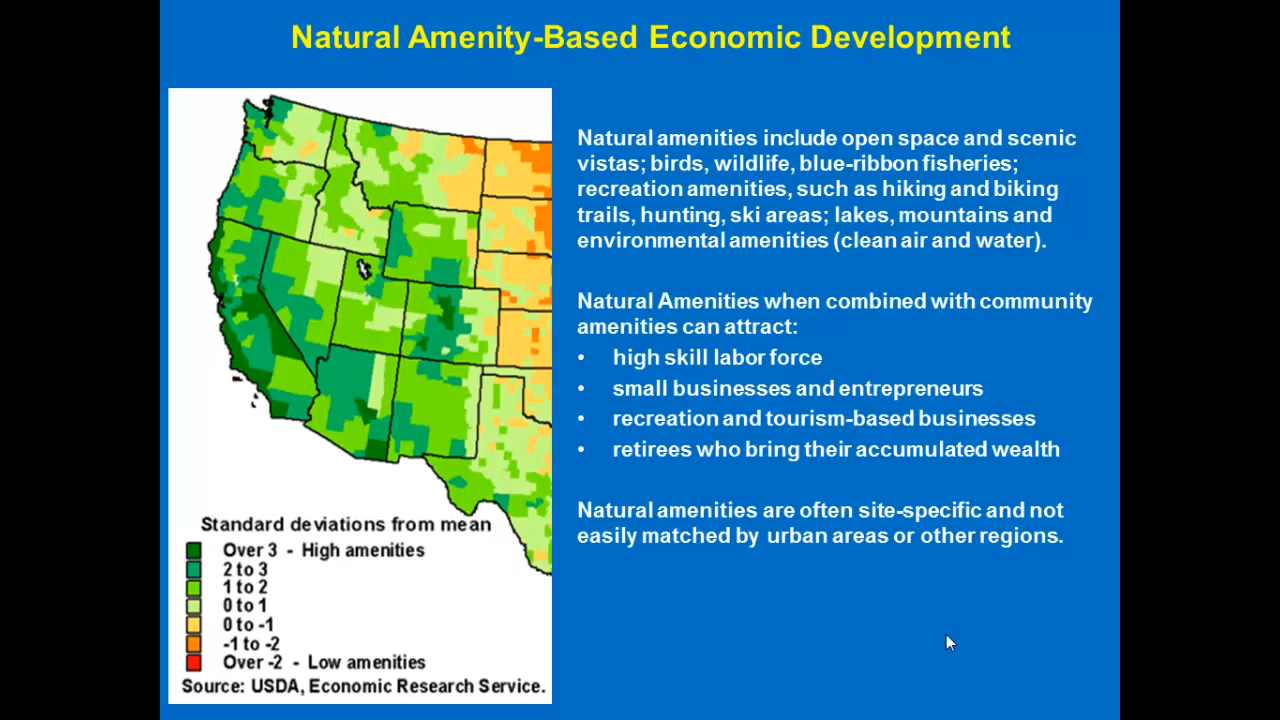 Natural Amenity-Based Economic Development
Natural amenities include open space and scenic
vistas; birds, wildlife, blue-ribbon fisheries;
recreation amenities, such as hiking and biking
trails, hunting, ski areas; lakes, mountains and
environmental amenities (clean air and water).
Natural Amenities when combined with community
amenities can attract:
• high skill labor force
• small businesses and entrepreneurs
• recreation and tourism-based businesses
• retirees who bring their accumulated wealth
Natural amenities are often site-specific and not
easily matched by urban areas or other regions.
Standard deviations from mean
Over 3 - High amenities
2 to 3
1 to 2
0 to 1
0 to -1
-1 to -2
Over -2 - Low amenities
Source: USDA, Economic Research Service.